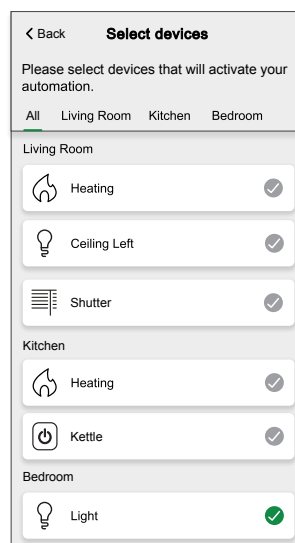 Back Select devices
Please select devices that will activate your
automation.
All Living Room Kitchen Bedroom
Living Room
Heating
Ceiling Left
Shutter
Kitchen
Heating
Kettle
Bedroom
Light